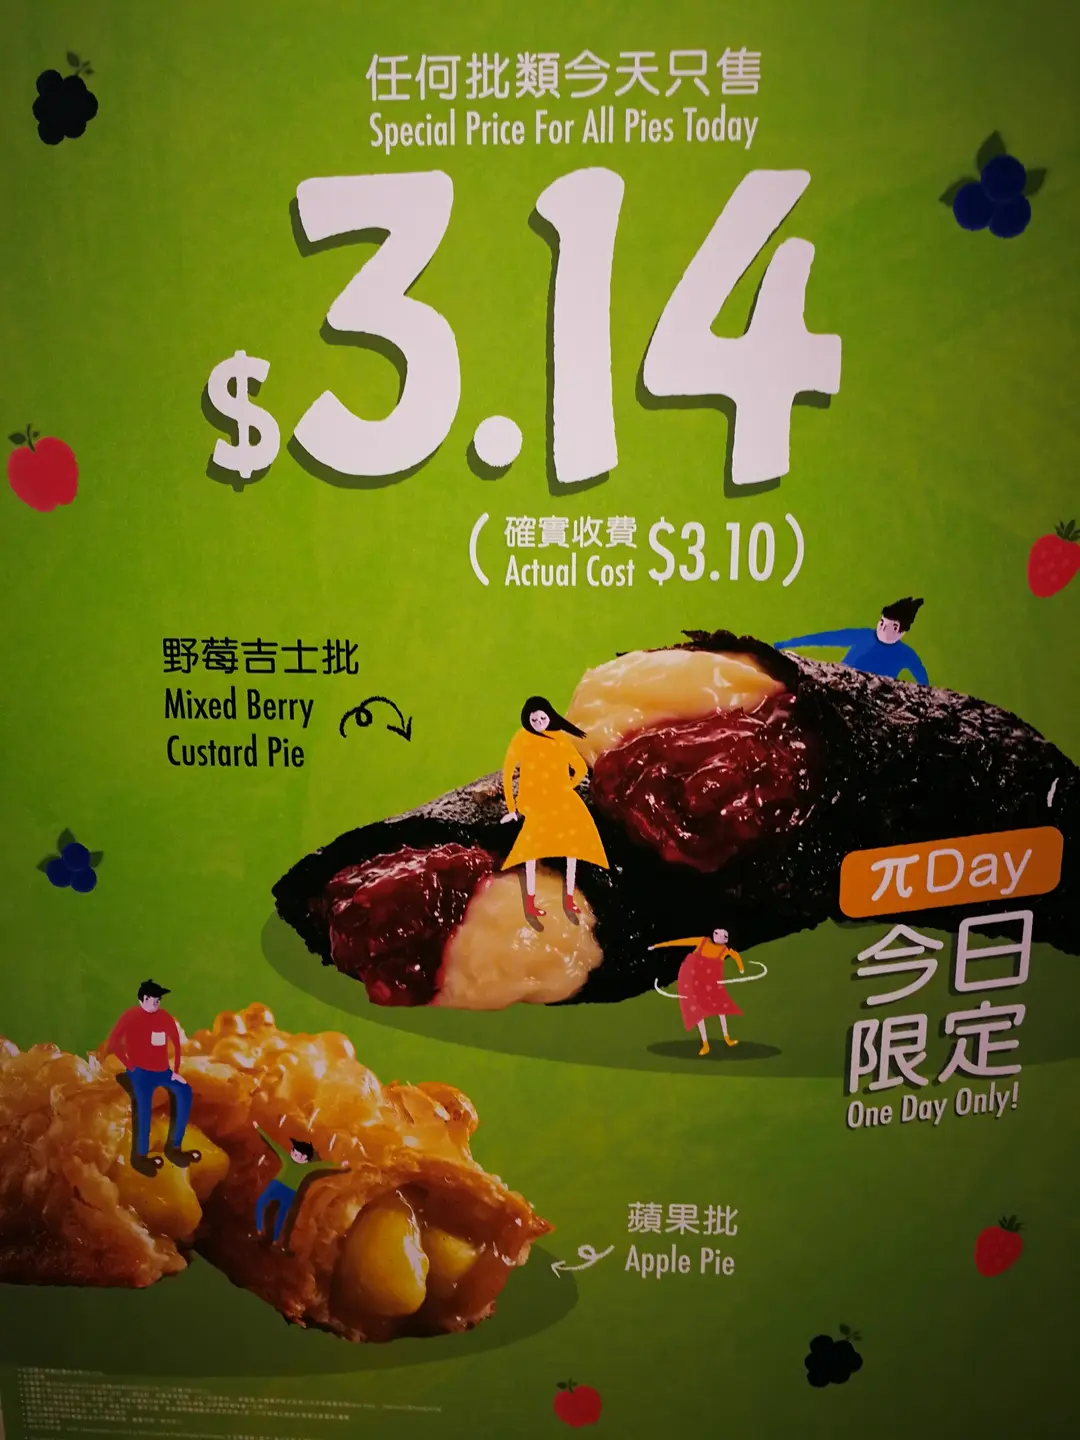 任何批類今天只售
Special Price For All Pies Today
$3.14
(確實收費
Actual Cost $3.10)
野莓吉士批
Mixed Berry
Custard Pie
πDay
今日
限定
One Day Only!
蘋果批
Apple Pie